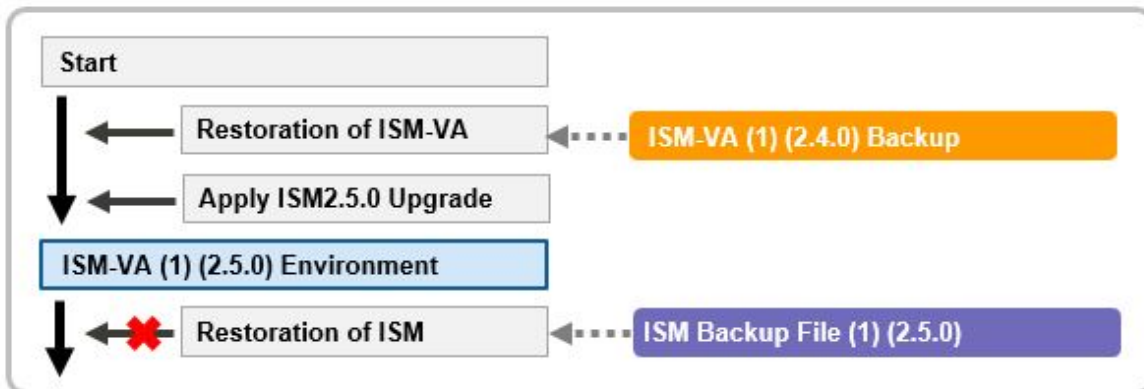 Start
Restoration of ISM-VA
ISM-VA (1) (2.4.0) Backup
Apply ISM2.5.0 Upgrade
ISM-VA (1) (2.5.0) Environment
Restoration of ISM
ISM Backup File (1) (2.5.0)